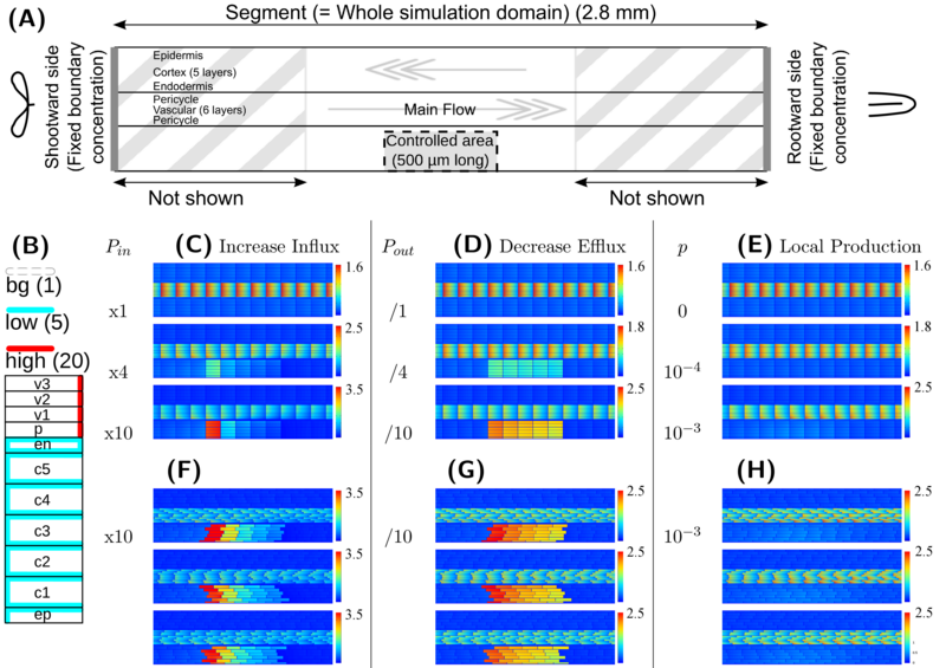 (A)
Segment (= Whole simulation domain) (2.8 mm)
Shootward side
(Fixed boundary
concentration)
Epidermis
Cortex (5 layers)
Endodermis
Pericycle
Vascular (6 layers)
Pericycle
Main Flow
Controlled area
(500 µm long)
Rootward side
(Fixed boundary
concentration)
Not shown
Not shown
(B)
bg (1)
low (5)
high (20)
v3
v2
v1
p
en
c5
c4
c3
c2
c1
ep
P_in
(C) Increase Influx
x1
1.6
x4
2.5
x10
3.5
P_out
(D) Decrease Efflux
/1
1.6
/4
1.8
/10
2.5
p
(E) Local Production
0
1.6
10⁻⁴
1.8
10⁻³
2.5
(F)
x10
3.5
3.5
3.5
(G)
/10
2.5
2.5
2.5
(H)
10⁻³
2.5
2.5
2.5